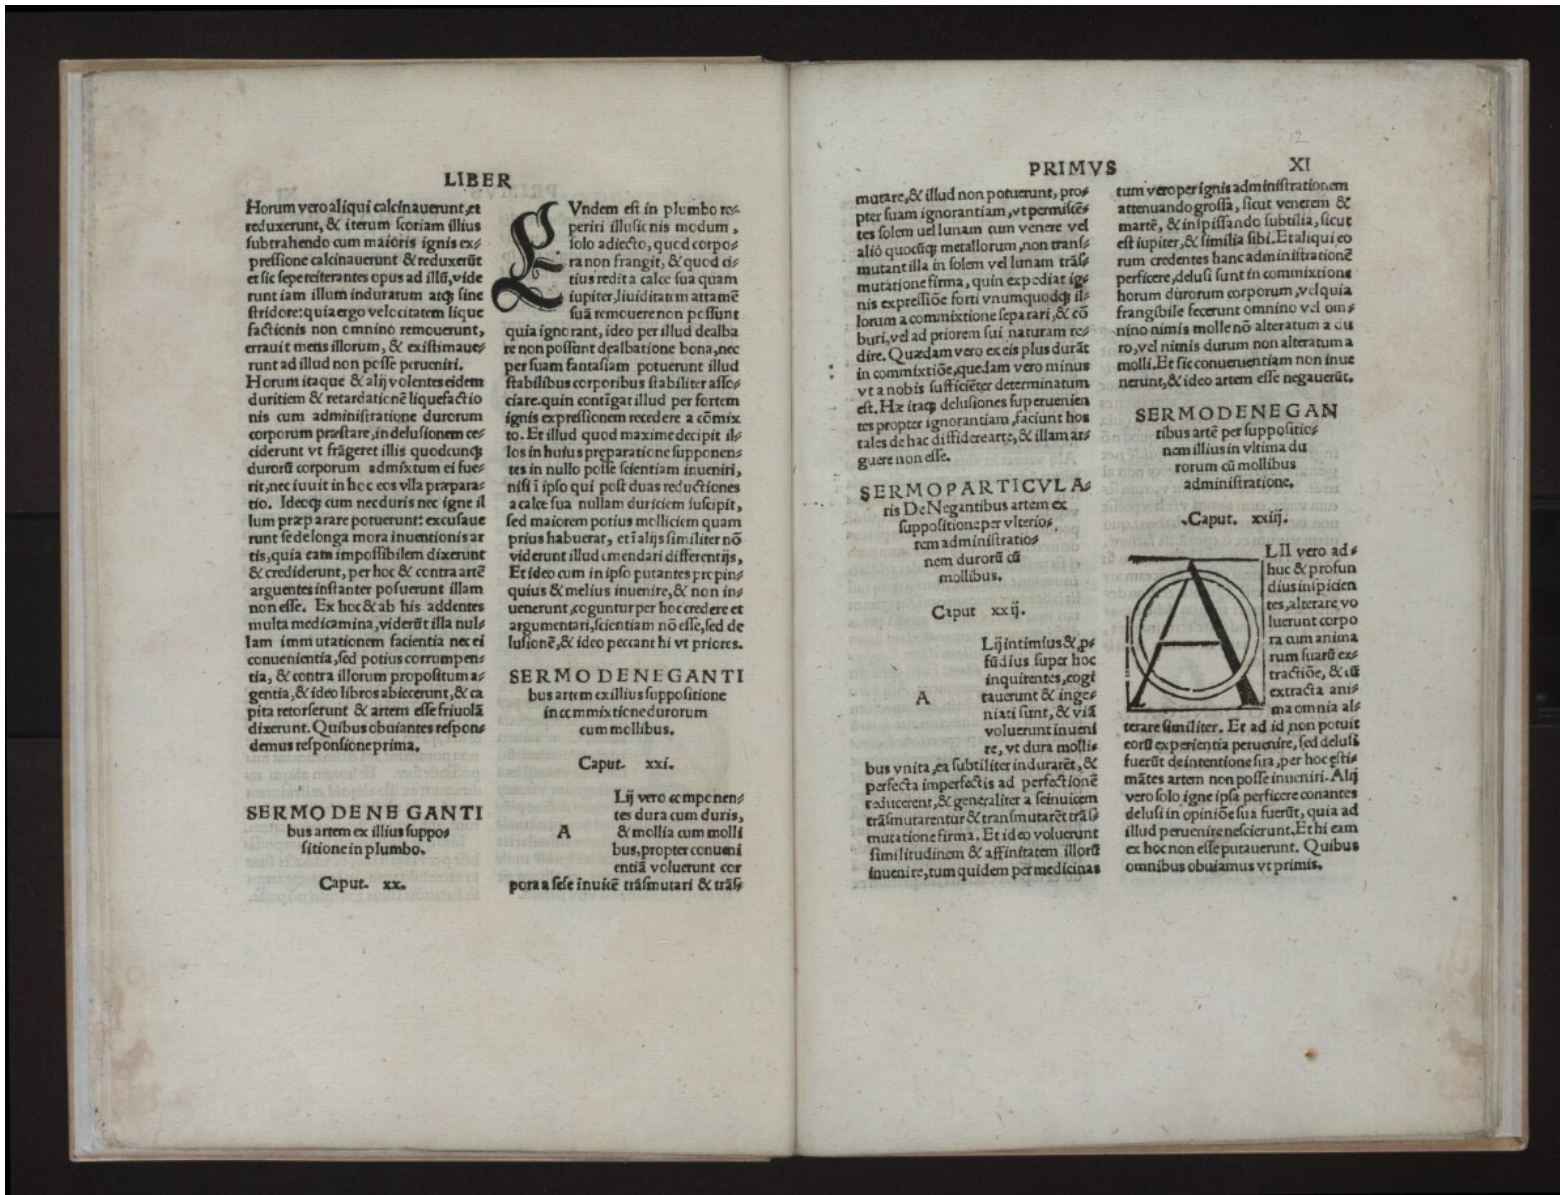 LIBER
Horum vero aliqui calcinauerunt,et
reduxerunt, & iterum scoriam illius
subtrahendo cum maioris ignis ex⸗
pressione calcinauerunt & reduxerūt
et sic sepe reiterantes opus ad illū, vide
runt iam illum induratum atq; sine
stridore: quia ergo velocitatem lique
factionis non omnino remouerunt,
errauit mens illorum, & existimaue⸗
runt ad illud non posse perueniri.
Horum itaque & alij volentes eidem
duritiem & retardationē liquefactio
nis cum administratione durorum
corporum præstare, in delusionem ce⸗
ciderunt vt frāgeret illis quodcunq;
durorū corporum admixtum ei fue⸗
rit, nec iuuit in hoc eos vlla præpara⸗
tio. Ideoq; cum nec duris nec igne il
lum præparare potuerunt: excusaue
runt se de longa mora inuentionis ar
tis, quia eam impossibilem dixerunt
& crediderunt, per hoc & contra artē
arguentes instanter posuerunt illam
non esse. Ex hoc & ab his addentes
multa medicamina, viderūt illa nul⸗
lam immutationem facientia nec ei
conuenientia, sed potius corrumpen⸗
tia, & contra illorum propositum a⸗
gentia, & ideo libros abiecerunt, & ca
pita retorserunt & artem esse friuolā
dixerunt. Quibus obuiantes respon⸗
demus responsione prima.
SERMO DE NEGANTI
bus artem ex illius suppo⸗
sitione in plumbo.
Caput. xx.
LVndem est in plumbo re⸗
periri illusionis modum,
solo adiecto, quod corpo⸗
ra non frangit, & quod ci⸗
tius redit a calce sua quam
iupiter, liuiditatem attamē
suā remouere non possunt
quia ignorant, ideo per illud dealba
re non possunt dealbatione bona, nec
per suam fantasiam potuerunt illud
stabilibus corporibus stabiliter asso⸗
ciare. quin contīgat illud per fortem
ignis expressionem recedere a cōmix
to. Et illud quod maxime decipit il⸗
los in huius preparatione supponen⸗
tes in nullo posse scientiam inueniri,
nisi ī ipso qui post duas reductiones
a calce sua nullam duriciem suscipit,
sed maiorem potius molliciem quam
prius habuerat, et ī alijs similiter nō
viderunt illud emendari differentijs,
Et ideo cum in ipso putantes propin⸗
quius & melius inuenire, & non in⸗
uenerunt, coguntur per hoc credere et
argumentari, scientiam nō esse, sed de
lusionē, & ideo peccant hi vt priores.
SERMO DE NEGANTI
bus artem ex illius suppositione
in commixtione durorum
cum mollibus.
Caput. xxi.
A Lij vero componen⸗
tes dura cum duris,
& mollia cum molli
bus, propter conueni
entiā voluerunt cor
pora a sese inuicē trāsmutari & trās⸗
PRIMVS XI
12
mutare, & illud non potuerunt, pro⸗
pter suam ignorantiam, vt permiscē⸗
tes solem uel lunam cum venere vel
alio quocūq; metallorum, non trans⸗
mutant illa in solem vel lunam trās⸗
mutatione firma, quin expediat ig⸗
nis expressiōe forti vnumquodq; il⸗
lorum a commixtione separari, & cō
buri, vel ad priorem sui naturam re⸗
dire. Quædam vero ex eis plus durāt
in commixtiōe, quedam vero minus
vt a nobis sufficiēter determinatum
est. Hæ itaq; delusiones superuenien
tes propter ignorantiam, faciunt hos
tales de hac diffidere arte, & illam ar⸗
guere non esse.
SERMO PARTICVLA⸗
ris De Negantibus artem ex
suppositione per vlterio⸗
rem administratio⸗
nem durorū cū
mollibus.
Caput xxij.
A Lij intimius & p⸗
fūdius super hoc
inquirentes, cogi
tauerunt & inge⸗
niati sunt, & viā
voluerunt inueni
re, vt dura molli⸗
bus vnita, ea subtiliter indurarēt, &
perfecta imperfectis ad perfectionē
reducerent, & generaliter a seinuicem
trāsmutarentur & transmutarēt trās⸗
mutatione firma. Et ideo voluerunt
similitudinem & affinitatem illorū
inuenire, tum quidem per medicinas
tum vero per ignis administrationem
attenuando grossa, sicut venerem &
martē, & inspissando subtilia, sicut
est iupiter, & similia sibi. Et aliqui eo
rum credentes hanc administrationē
perficere, delusi sunt in commixtione
horum durorum corporum, vel quia
frangibile fecerunt omnino vel om⸗
nino nimis molle nō alteratum a du
ro, vel nimis durum non alteratum a
molli. Et sic conuenientiam non inue
nerunt, & ideo artem esse negauerūt.
SERMO DE NEGAN
tibus artē per suppositio⸗
nem illius in vltima du
rorum cū mollibus
administratione.
Caput. xxiij.
ALII vero ad⸗
huc & profun
dius inspicien
tes, alterare vo
luerunt corpo
ra cum anima
rum suarū ex⸗
tractiōe, & cū
extracta ani⸗
ma omnia al⸗
terare similiter. Et ad id non potuit
eorū experientia peruenire, sed delusi
fuerūt de intentione sua, per hoc esti⸗
mātes artem non posse inueniri. Alij
vero solo igne ipsa perficere conantes
delusi in opiniōe sua fuerūt, quia ad
illud peruenire nescierunt. Et hi eam
ex hoc non esse putauerunt. Quibus
omnibus obuiamus vt primis.